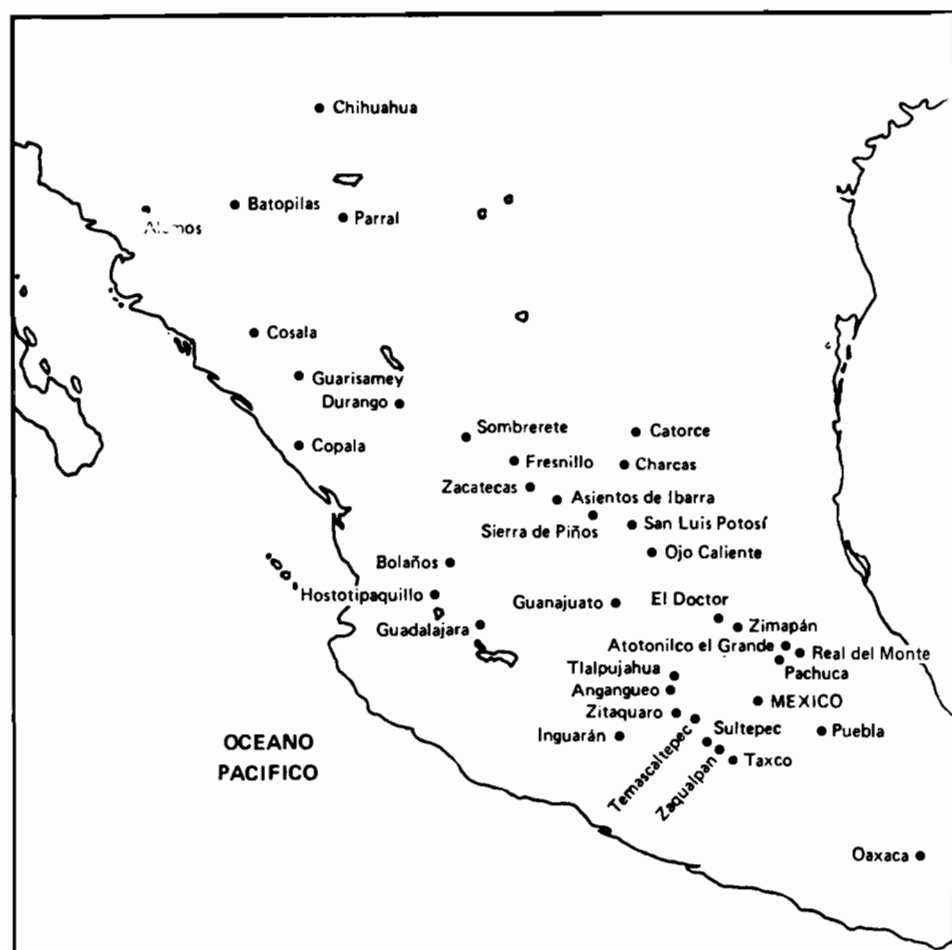 Chihuahua
Batopilas
Parral
Alamos
Cosala
Guarisamey
Durango
Copala
Sombrerete
Catorce
Fresnillo
Charcas
Zacatecas
Asientos de Ibarra
Sierra de Piños
San Luis Potosí
Ojo Caliente
Bolaños
Hostotipaquillo
Guanajuato
El Doctor
Guadalajara
Zimapán
Atotonilco el Grande
Real del Monte
Pachuca
Tlalpujahua
Angangueo
MEXICO
Zitaquaro
Sultepec
Puebla
Inguarán
Temascaltepec
Zaqualpan
Taxco
OCEANO
PACIFICO
Oaxaca